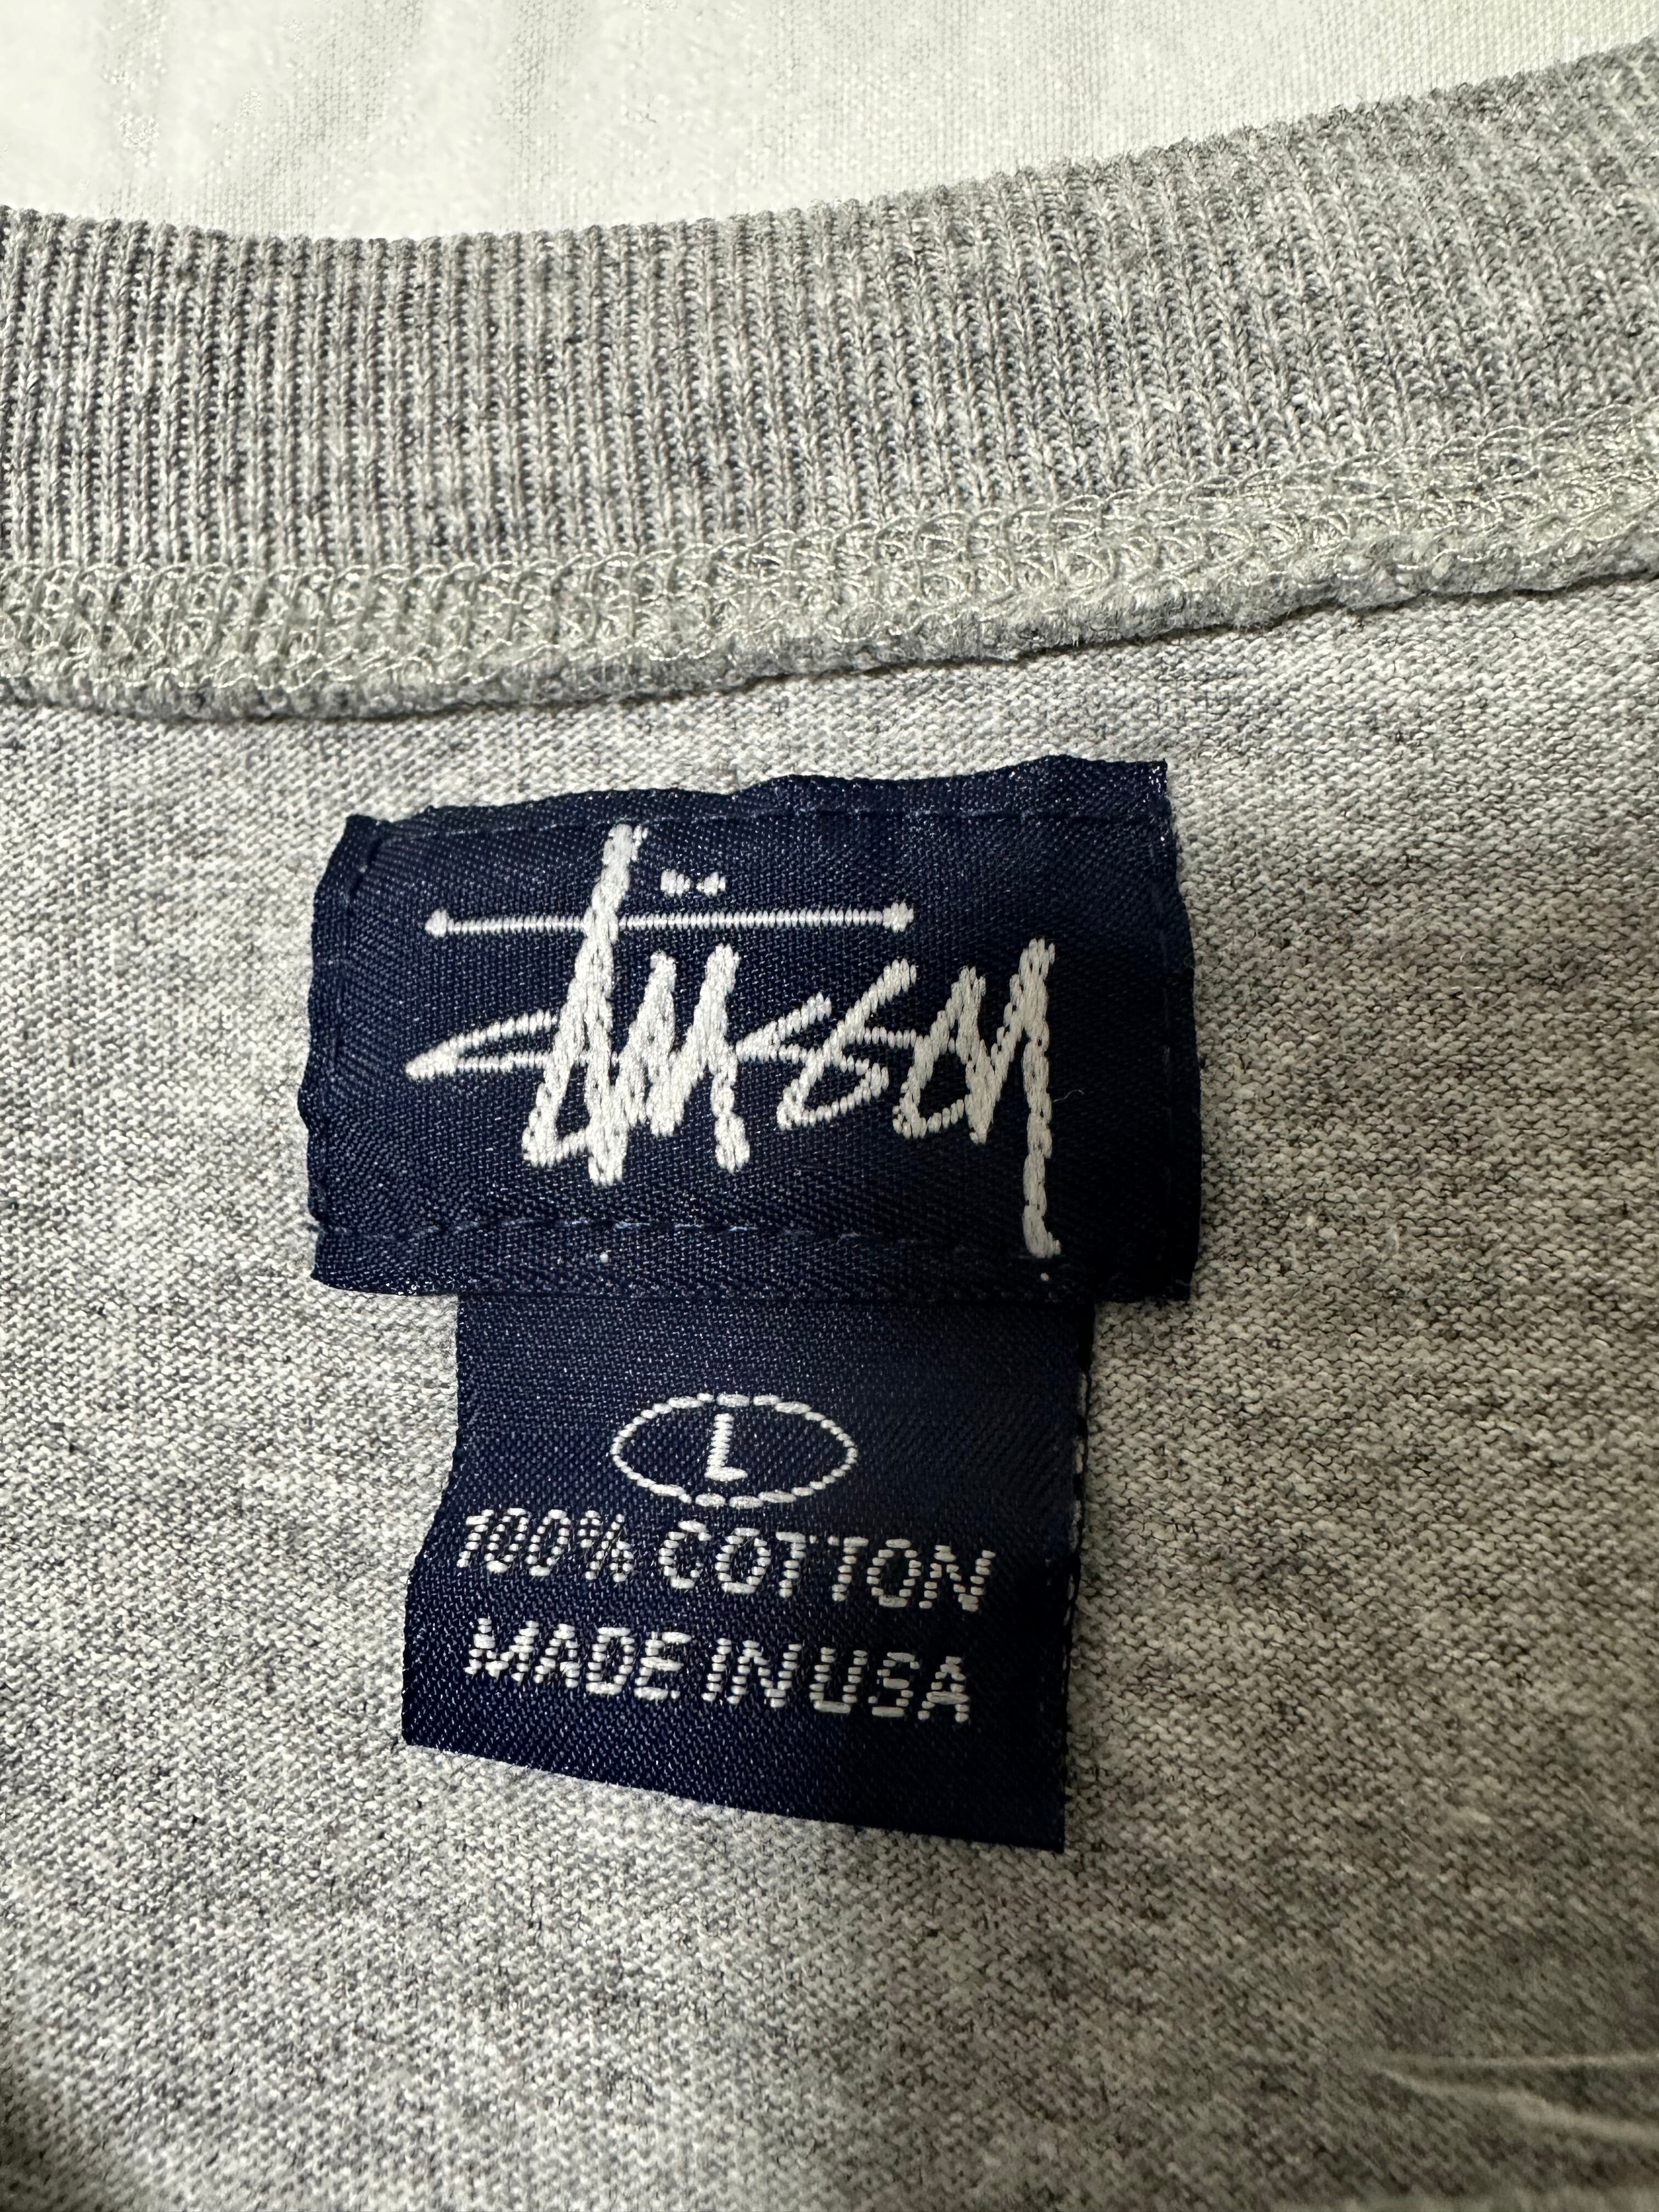 Stüssy
L
100% COTTON
MADE IN USA